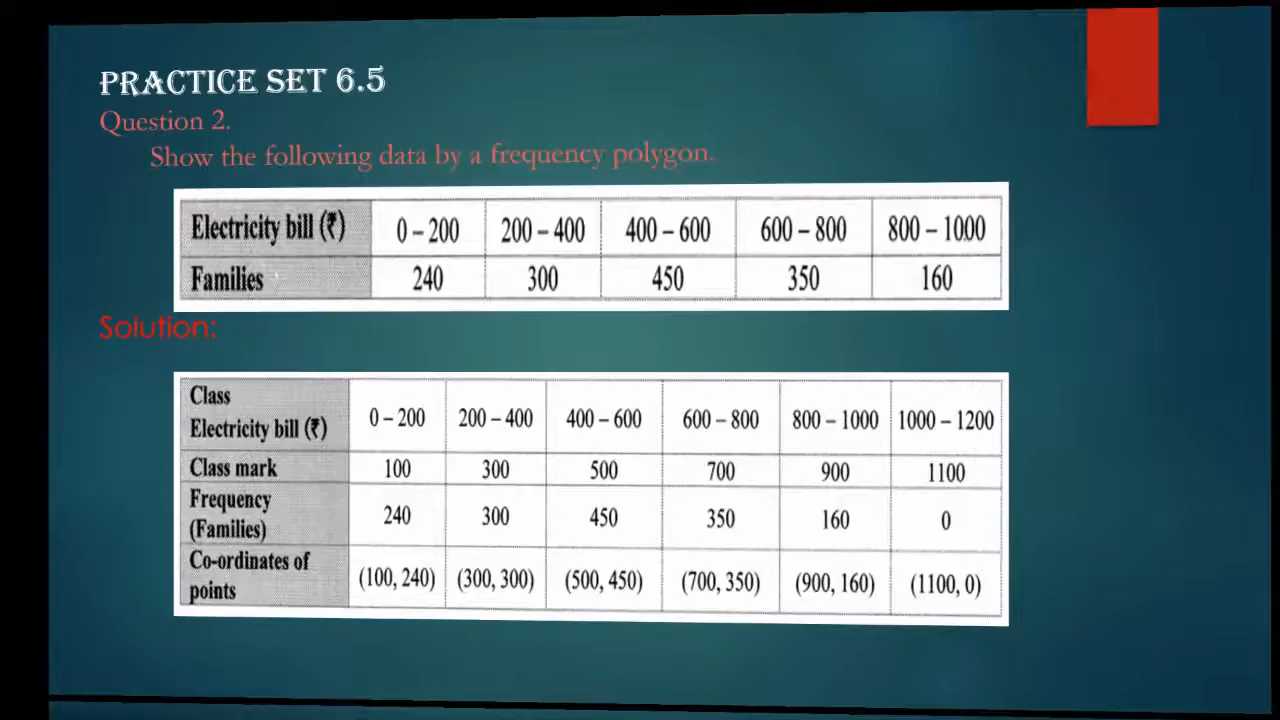 PRACTICE SET 6.5
Question 2.
Show the following data by a frequency polygon.
Electricity bill (₹) 0 – 200 200 – 400 400 – 600 600 – 800 800 – 1000
Families 240 300 450 350 160
Solution:
Class
Electricity bill (₹) 0 – 200 200 – 400 400 – 600 600 – 800 800 – 1000 1000 – 1200
Class mark 100 300 500 700 900 1100
Frequency
(Families) 240 300 450 350 160 0
Co-ordinates of
points (100, 240) (300, 300) (500, 450) (700, 350) (900, 160) (1100, 0)